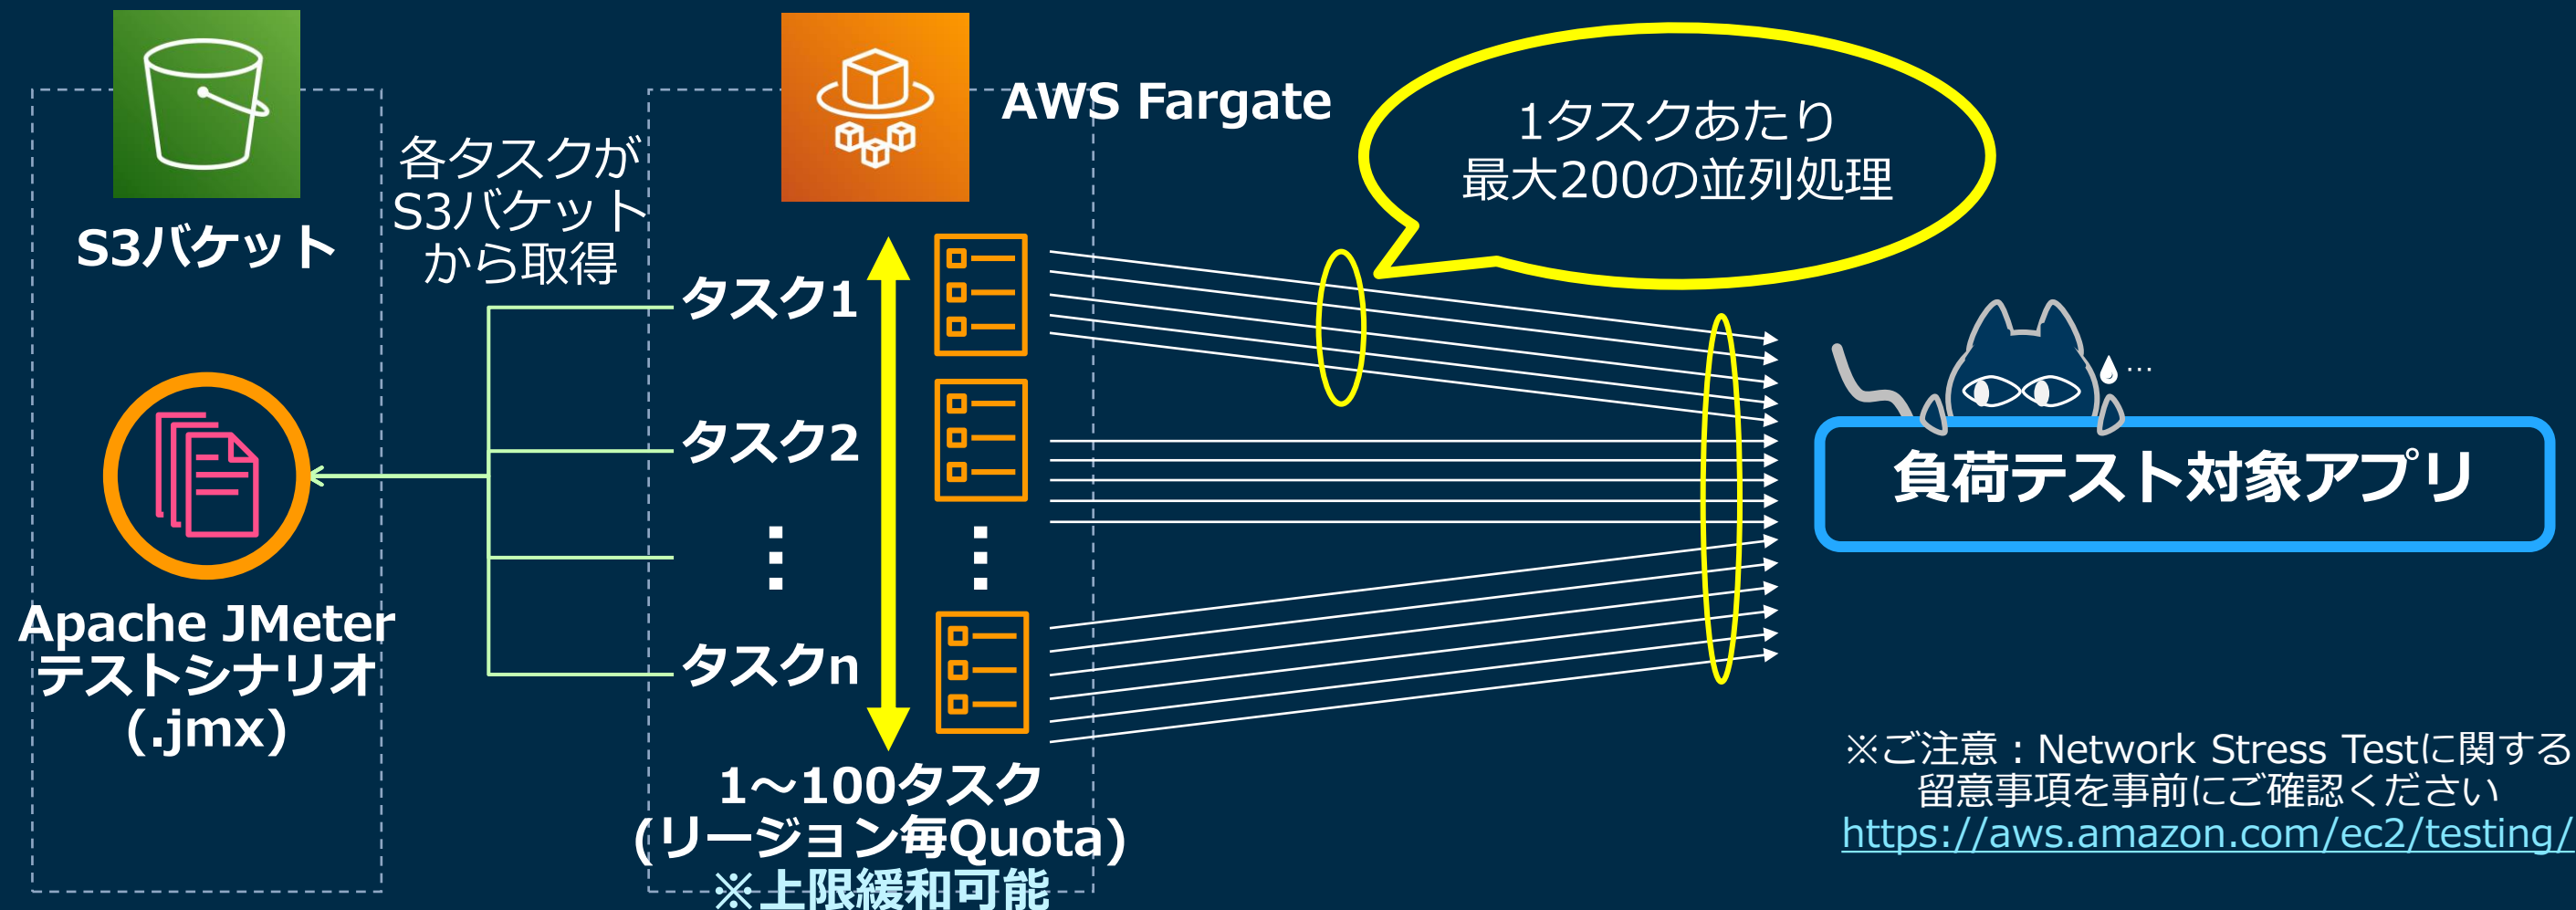 S3バケット
Apache JMeter
テストシナリオ
(.jmx)
各タスクが
S3バケット
から取得
AWS Fargate
タスク1
タスク2
⋮
⋮
タスクn
1～100タスク
(リージョン毎Quota)
※上限緩和可能
1タスクあたり
最大200の並列処理
…
負荷テスト対象アプリ
※ご注意：Network Stress Testに関する
留意事項を事前にご確認ください
https://aws.amazon.com/ec2/testing/